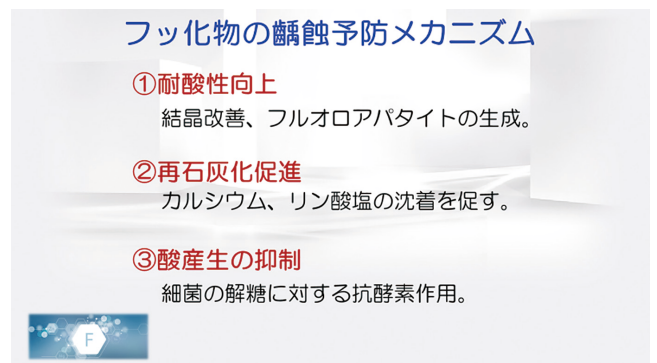 フッ化物の齲蝕予防メカニズム
①耐酸性向上
結晶改善、フルオロアパタイトの生成。
②再石灰化促進
カルシウム、リン酸塩の沈着を促す。
③酸産生の抑制
細菌の解糖に対する抗酵素作用。
F